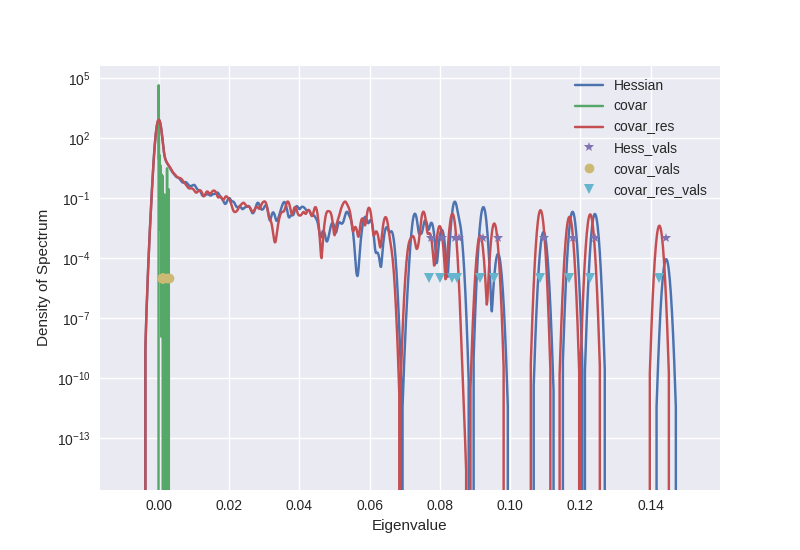 Hessian
covar
covar_res
Hess_vals
covar_vals
covar_res_vals
10^5
10^2
10^-1
10^-4
10^-7
10^-10
10^-13
Density of Spectrum
0.00 0.02 0.04 0.06 0.08 0.10 0.12 0.14
Eigenvalue